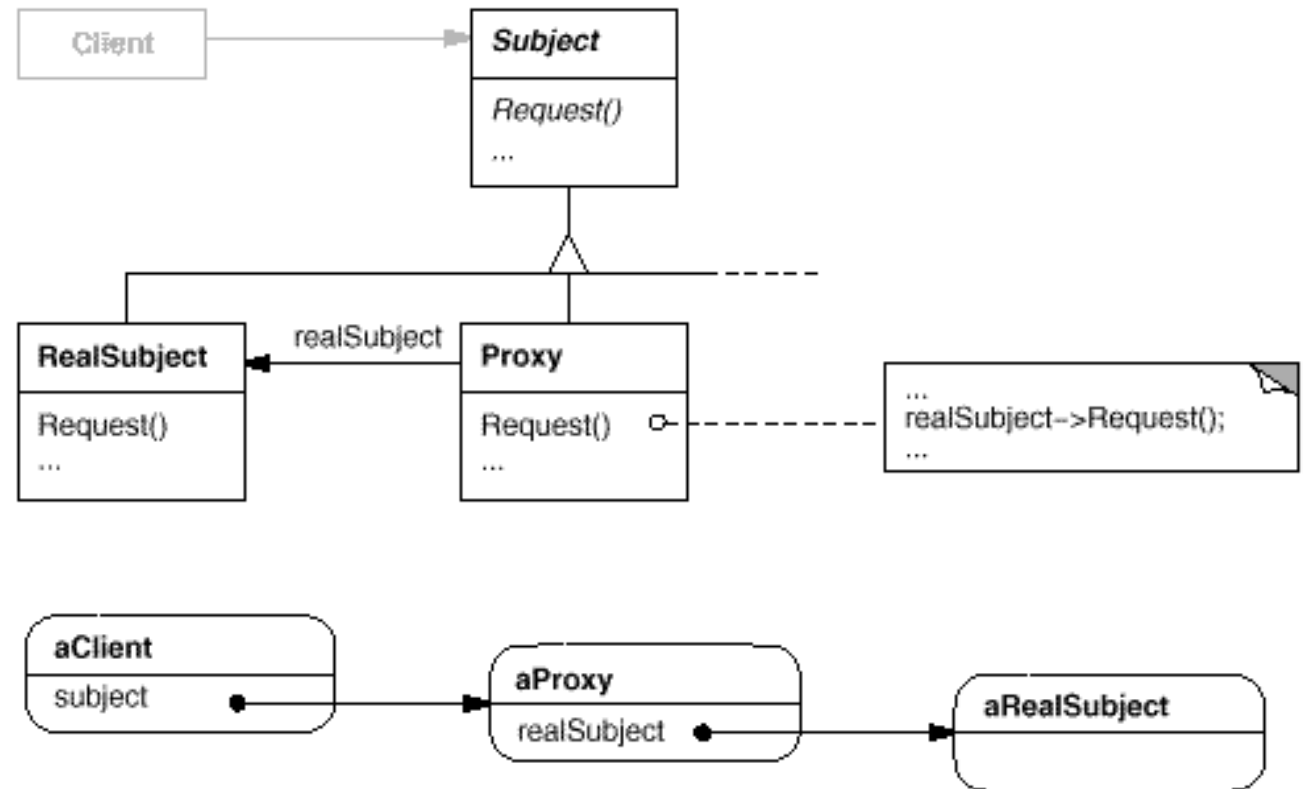 Client
Subject
Request()
...
realSubject
RealSubject
Request()
...
Proxy
Request()
...
...
realSubject->Request();
...
aClient
subject
aProxy
realSubject
aRealSubject